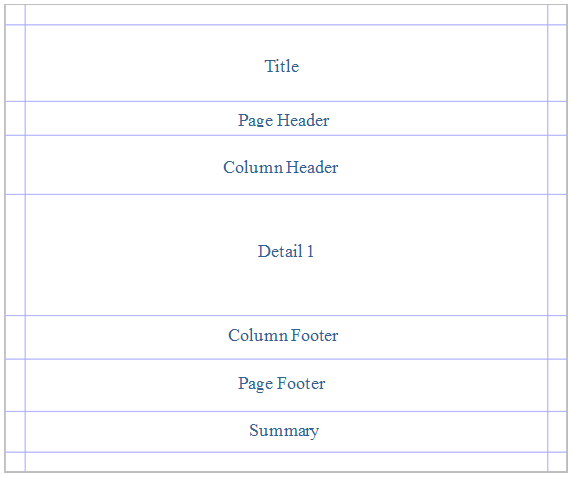 Title
Page Header
Column Header
Detail 1
Column Footer
Page Footer
Summary